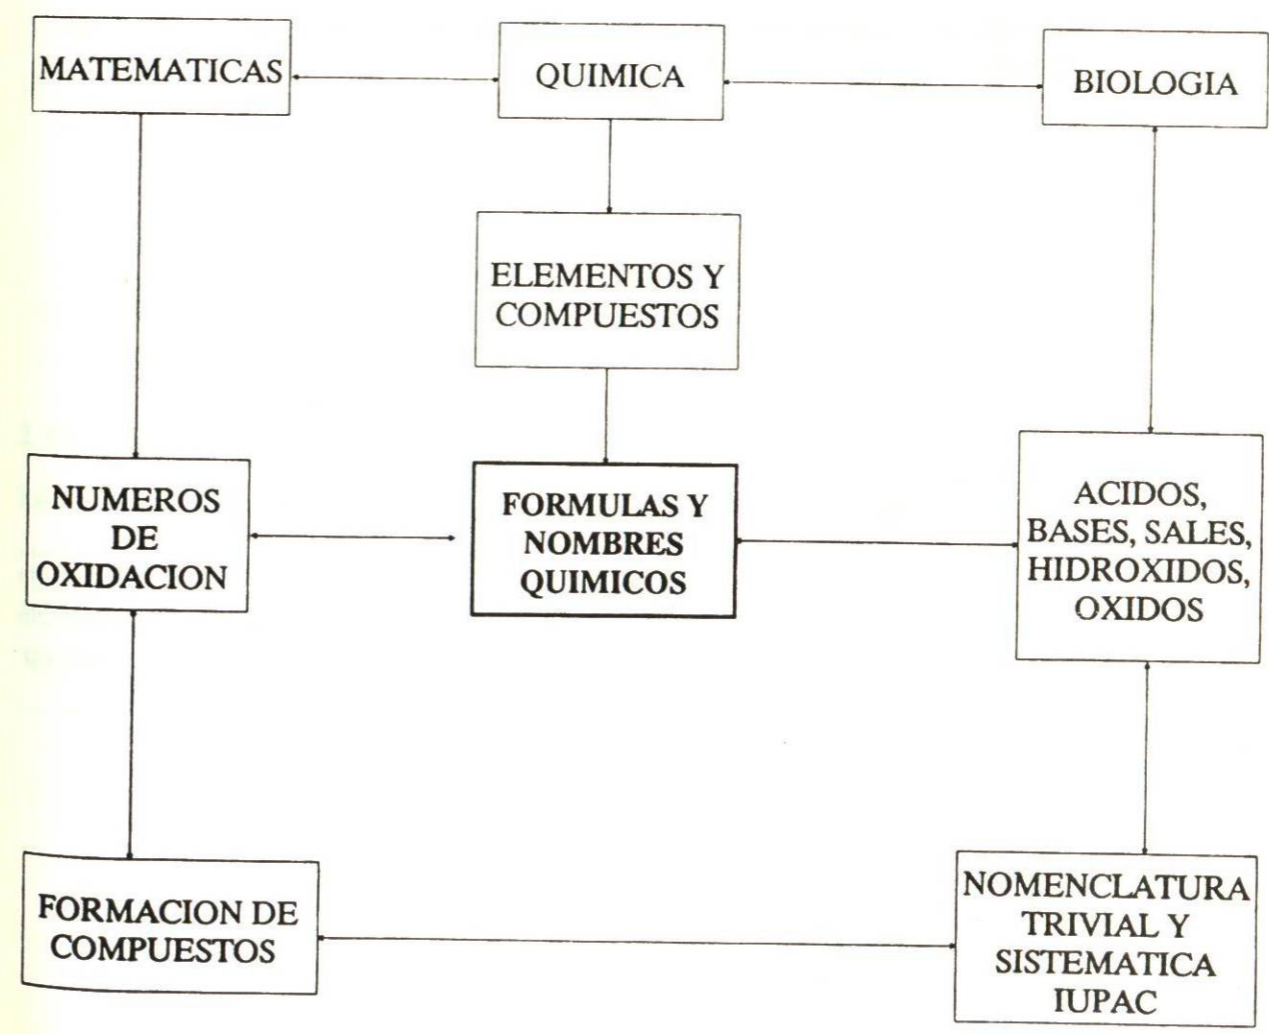 MATEMATICAS
QUIMICA
BIOLOGIA
ELEMENTOS Y
COMPUESTOS
NUMEROS
DE
OXIDACION
FORMULAS Y
NOMBRES
QUIMICOS
ACIDOS,
BASES, SALES,
HIDROXIDOS,
OXIDOS
FORMACION DE
COMPUESTOS
NOMENCLATURA
TRIVIAL Y
SISTEMATICA
IUPAC